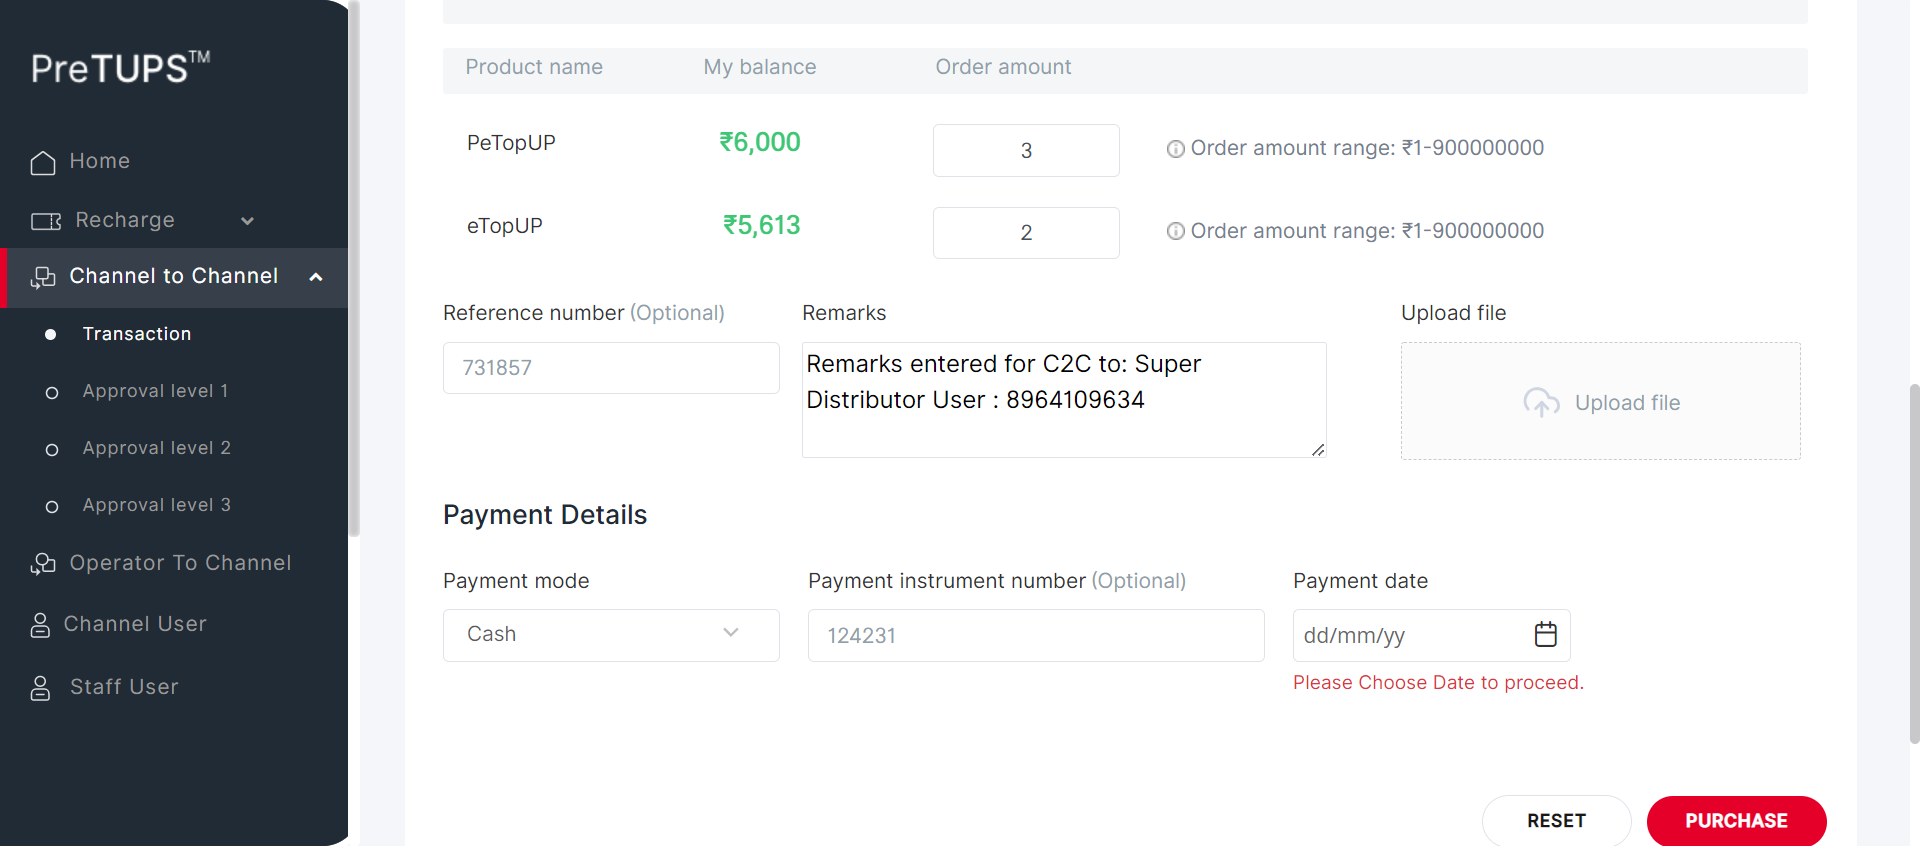 PreTUPS™
Home
Recharge
Channel to Channel
Transaction
Approval level 1
Approval level 2
Approval level 3
Operator To Channel
Channel User
Staff User
Product name My balance Order amount
PeTopUP ₹6,000 3 Order amount range: ₹1-900000000
eTopUP ₹5,613 2 Order amount range: ₹1-900000000
Reference number (Optional) Remarks Upload file
731857
Remarks entered for C2C to: Super
Distributor User : 8964109634
Upload file
Payment Details
Payment mode Payment instrument number (Optional) Payment date
Cash 124231 dd/mm/yy
Please Choose Date to proceed.
RESET PURCHASE